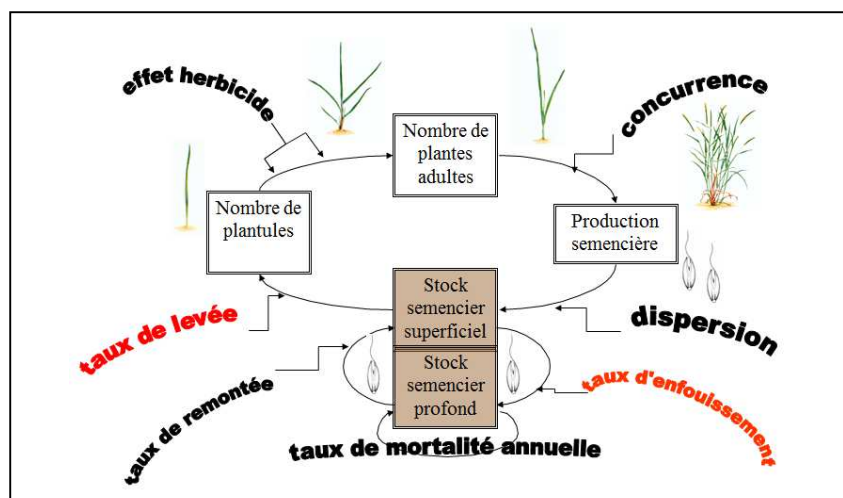 effet herbicide
concurrence
Nombre de
plantes
adultes
Nombre de
plantules
Production
semencière
Stock
semencier
superficiel
taux de levée
dispersion
Stock
semencier
profond
taux de remontée
taux d'enfouissement
taux de mortalité annuelle